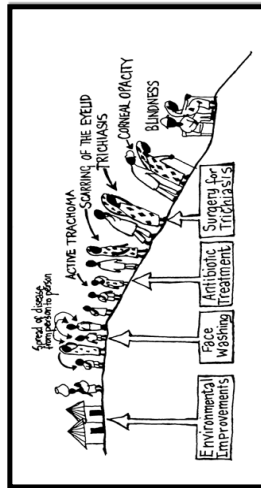 Spread of disease
from person to person
ACTIVE TRACHOMA
SCARRING OF THE EYELID
TRICHIASIS
CORNEAL OPACITY
BLINDNESS
Environmental
Improvements
Face
Washing
Antibiotic
Treatment
Surgery for
Trichiasis